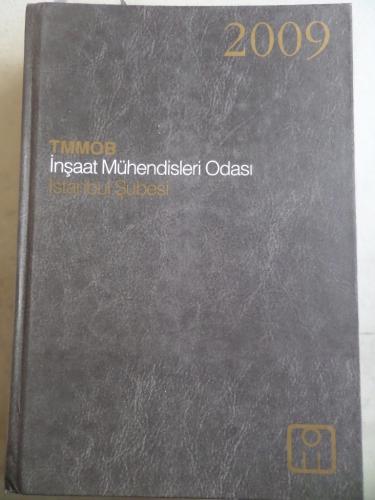 2009
TMMOB
İnşaat Mühendisleri Odası
İstanbul Şubesi